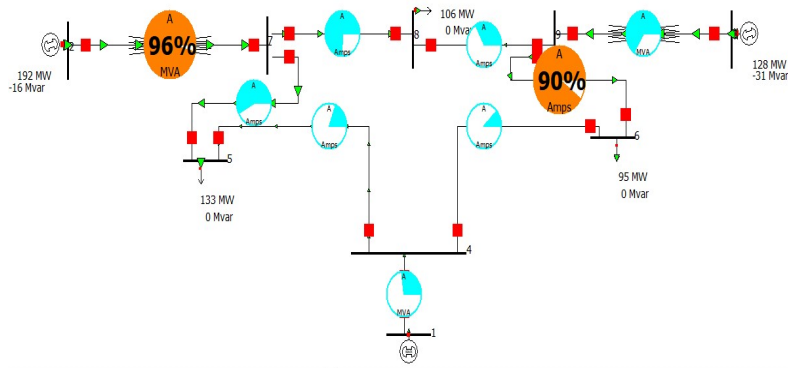 A
96%
MVA
192 MW
-16 Mvar
2
7
A
Amps
8
106 MW
0 Mvar
A
Amps
9
A
90%
Amps
A
MVA
128 MW
-31 Mvar
A
Amps
A
Amps
A
Amps
5
6
133 MW
0 Mvar
95 MW
0 Mvar
4
A
MVA
1